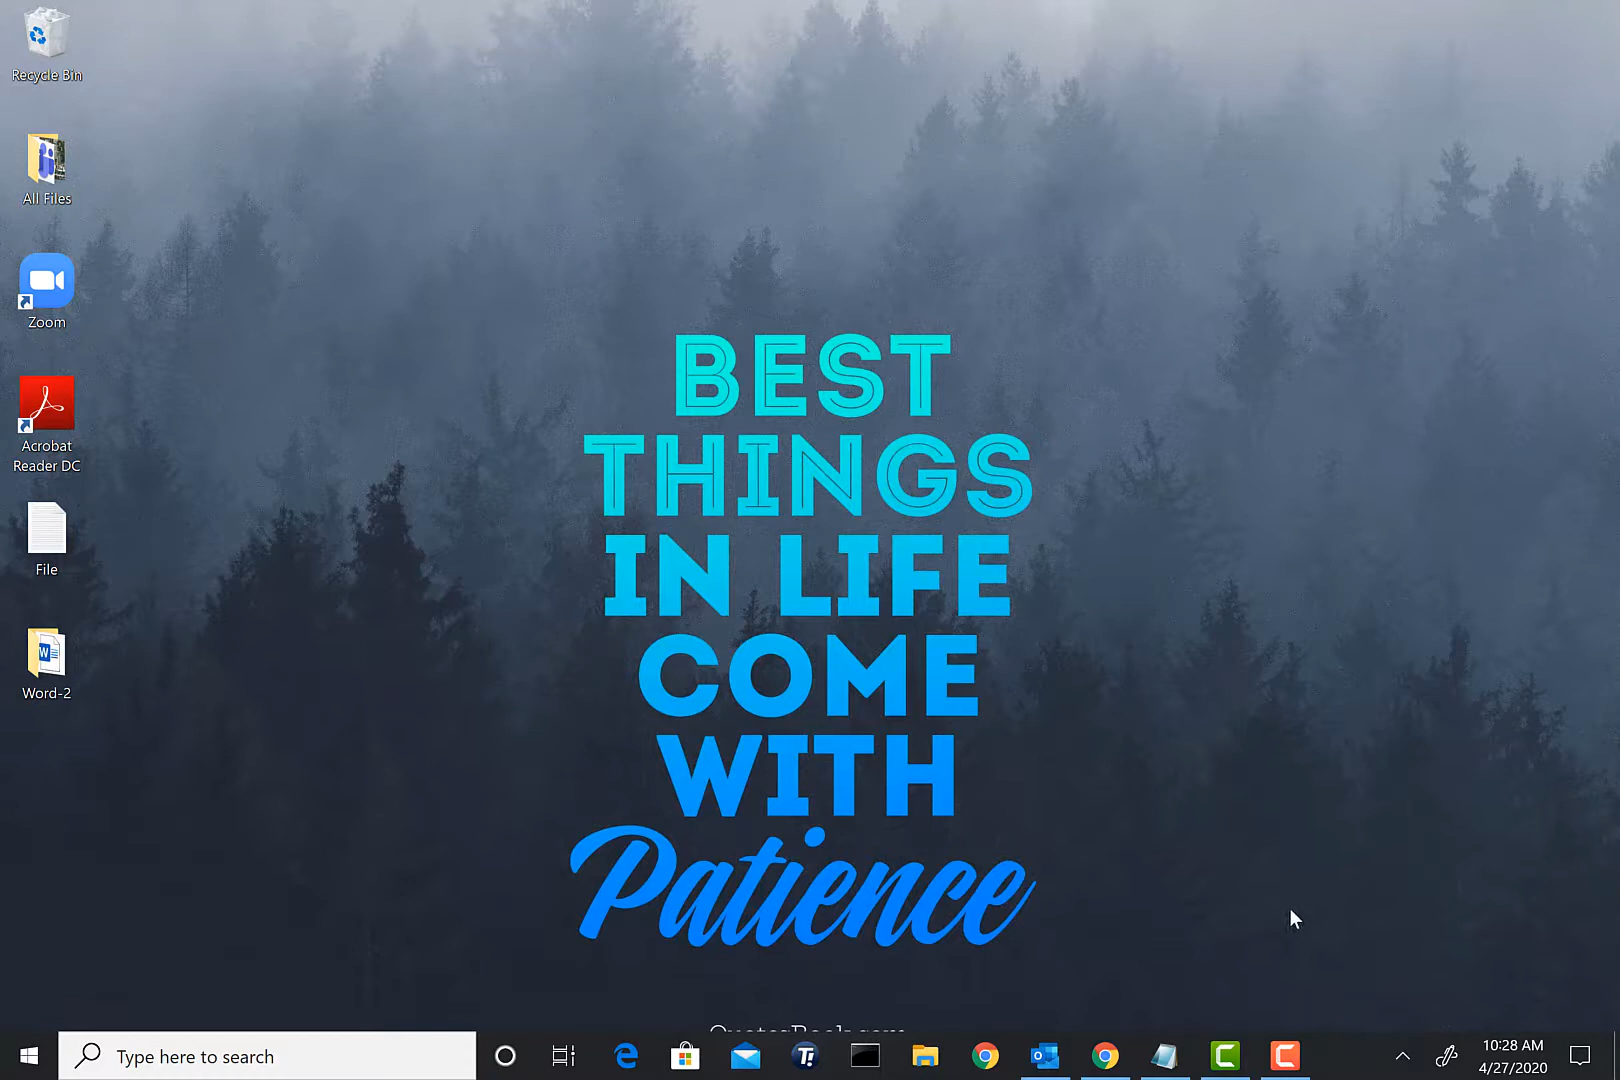 Recycle Bin
All Files
Zoom
Acrobat
Reader DC
File
Word-2
BEST
THINGS
IN LIFE
COME
WITH
Patience
Type here to search
10:28 AM
4/27/2020